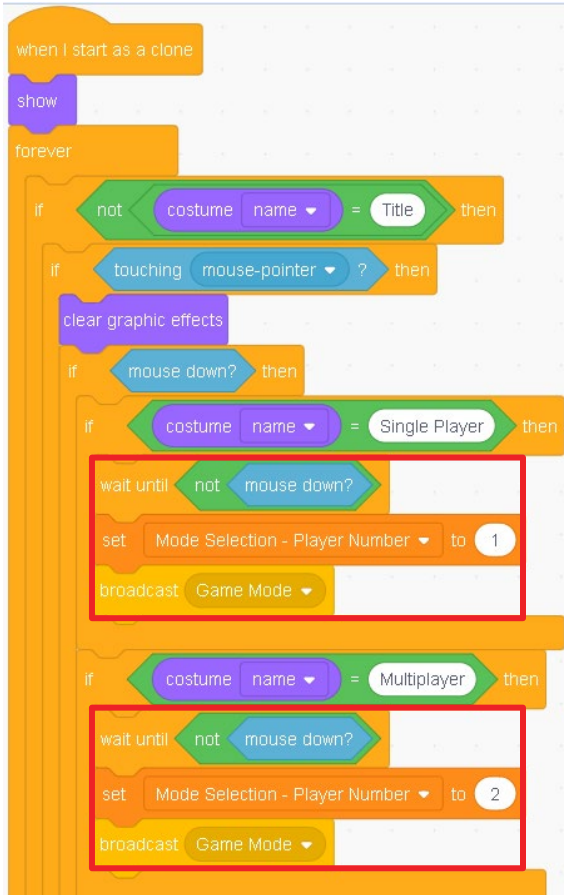 when I start as a clone
show
forever
if not costume name = Title then
if touching mouse-pointer ? then
clear graphic effects
if mouse down? then
if costume name = Single Player then
wait until not mouse down?
set Mode Selection - Player Number to 1
broadcast Game Mode
if costume name = Multiplayer then
wait until not mouse down?
set Mode Selection - Player Number to 2
broadcast Game Mode